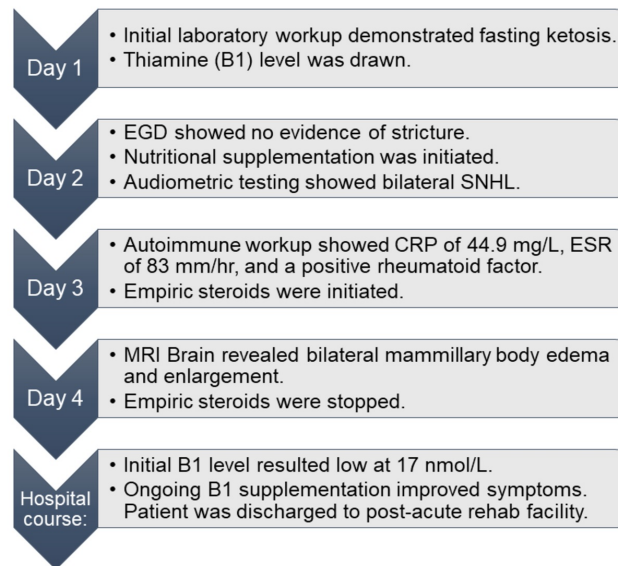 Day 1
• Initial laboratory workup demonstrated fasting ketosis.
• Thiamine (B1) level was drawn.
Day 2
• EGD showed no evidence of stricture.
• Nutritional supplementation was initiated.
• Audiometric testing showed bilateral SNHL.
Day 3
• Autoimmune workup showed CRP of 44.9 mg/L, ESR
of 83 mm/hr, and a positive rheumatoid factor.
• Empiric steroids were initiated.
Day 4
• MRI Brain revealed bilateral mammillary body edema
and enlargement.
• Empiric steroids were stopped.
Hospital
course:
• Initial B1 level resulted low at 17 nmol/L.
• Ongoing B1 supplementation improved symptoms.
Patient was discharged to post-acute rehab facility.